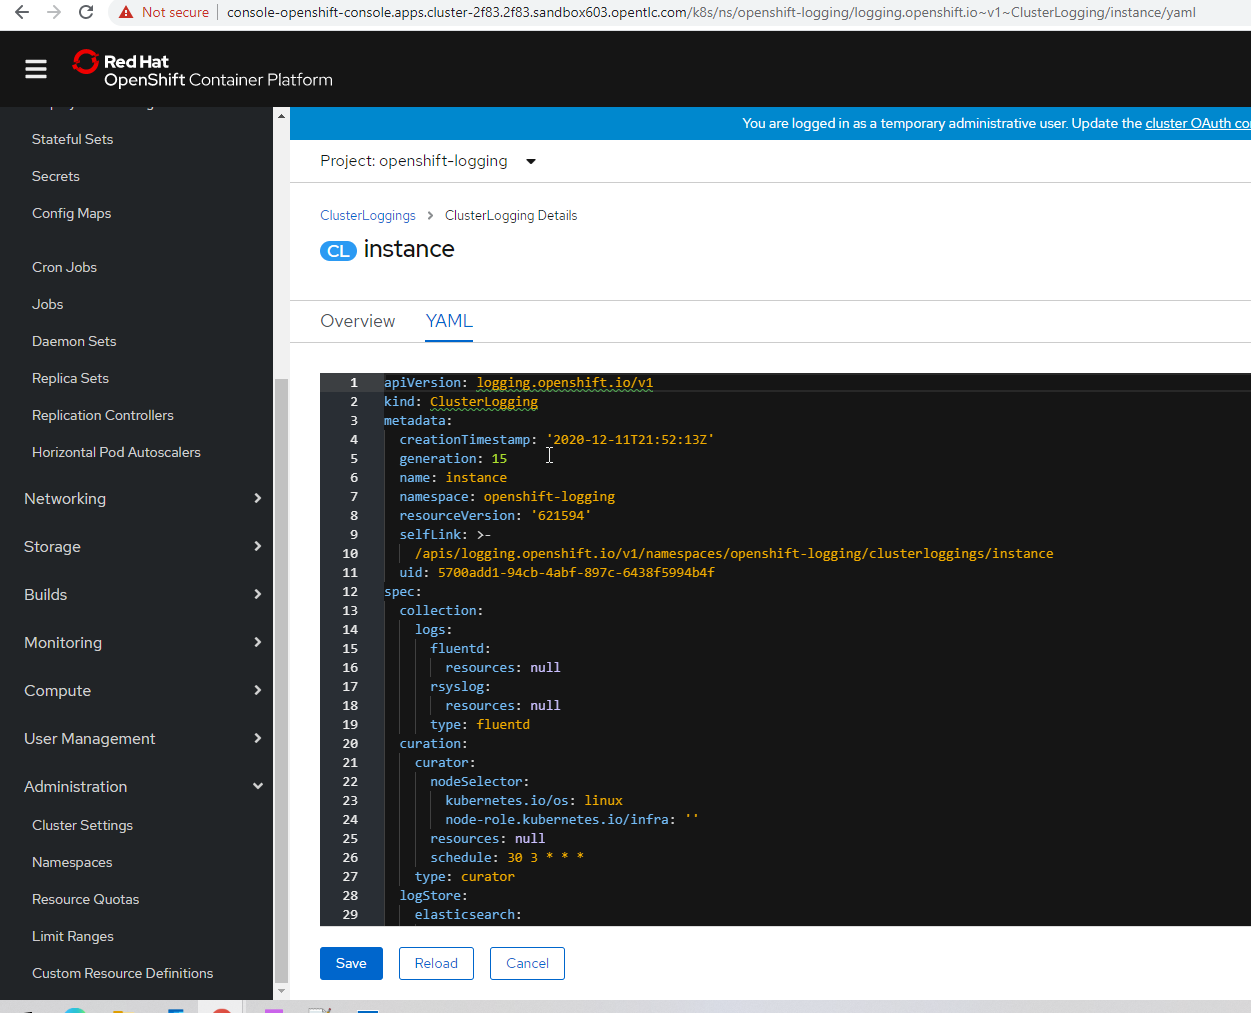 Not secure
console-openshift-console.apps.cluster-2f83.2f83.sandbox603.opentlc.com/k8s/ns/openshift-logging/logging.openshift.io~v1~ClusterLogging/instance/yaml
Red Hat
OpenShift Container Platform
Stateful Sets
Secrets
Config Maps
Cron Jobs
Jobs
Daemon Sets
Replica Sets
Replication Controllers
Horizontal Pod Autoscalers
Networking
Storage
Builds
Monitoring
Compute
User Management
Administration
Cluster Settings
Namespaces
Resource Quotas
Limit Ranges
Custom Resource Definitions
You are logged in as a temporary administrative user. Update the cluster OAuth co
Project: openshift-logging
ClusterLoggings > ClusterLogging Details
CL instance
Overview YAML
1 apiVersion: logging.openshift.io/v1
2 kind: ClusterLogging
3 metadata:
4 creationTimestamp: '2020-12-11T21:52:13Z'
5 generation: 15
6 name: instance
7 namespace: openshift-logging
8 resourceVersion: '621594'
9 selfLink: >-
10 /apis/logging.openshift.io/v1/namespaces/openshift-logging/clusterloggings/instance
11 uid: 5700add1-94cb-4abf-897c-6438f5994b4f
12 spec:
13 collection:
14 logs:
15 fluentd:
16 resources: null
17 rsyslog:
18 resources: null
19 type: fluentd
20 curation:
21 curator:
22 nodeSelector:
23 kubernetes.io/os: linux
24 node-role.kubernetes.io/infra: ''
25 resources: null
26 schedule: 30 3 * * *
27 type: curator
28 logStore:
29 elasticsearch:
Save Reload Cancel